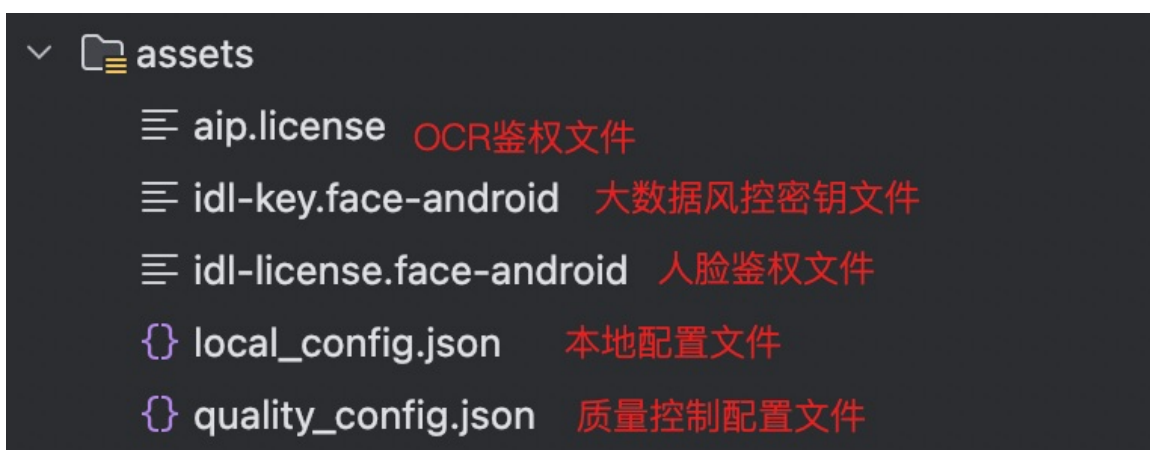 assets
aip.license OCR鉴权文件
idl-key.face-android 大数据风控密钥文件
idl-license.face-android 人脸鉴权文件
local_config.json 本地配置文件
quality_config.json 质量控制配置文件